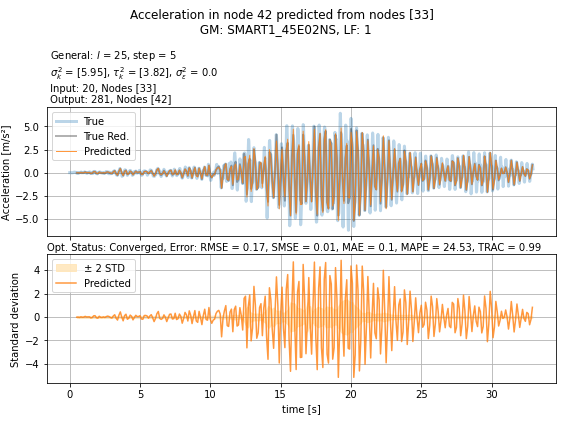 Acceleration in node 42 predicted from nodes [33]
GM: SMART1_45E02NS, LF: 1
General: l = 25, step = 5
σ²ₖ = [5.95], τ²ₖ = [3.82], σ²ε = 0.0
Input: 20, Nodes [33]
Output: 281, Nodes [42]
Acceleration [m/s²]
5.0
2.5
0.0
−2.5
−5.0
True
True Red.
Predicted
Opt. Status: Converged, Error: RMSE = 0.17, SMSE = 0.01, MAE = 0.1, MAPE = 24.53, TRAC = 0.99
Standard deviation
4
2
0
−2
−4
± 2 STD
Predicted
0 5 10 15 20 25 30
time [s]